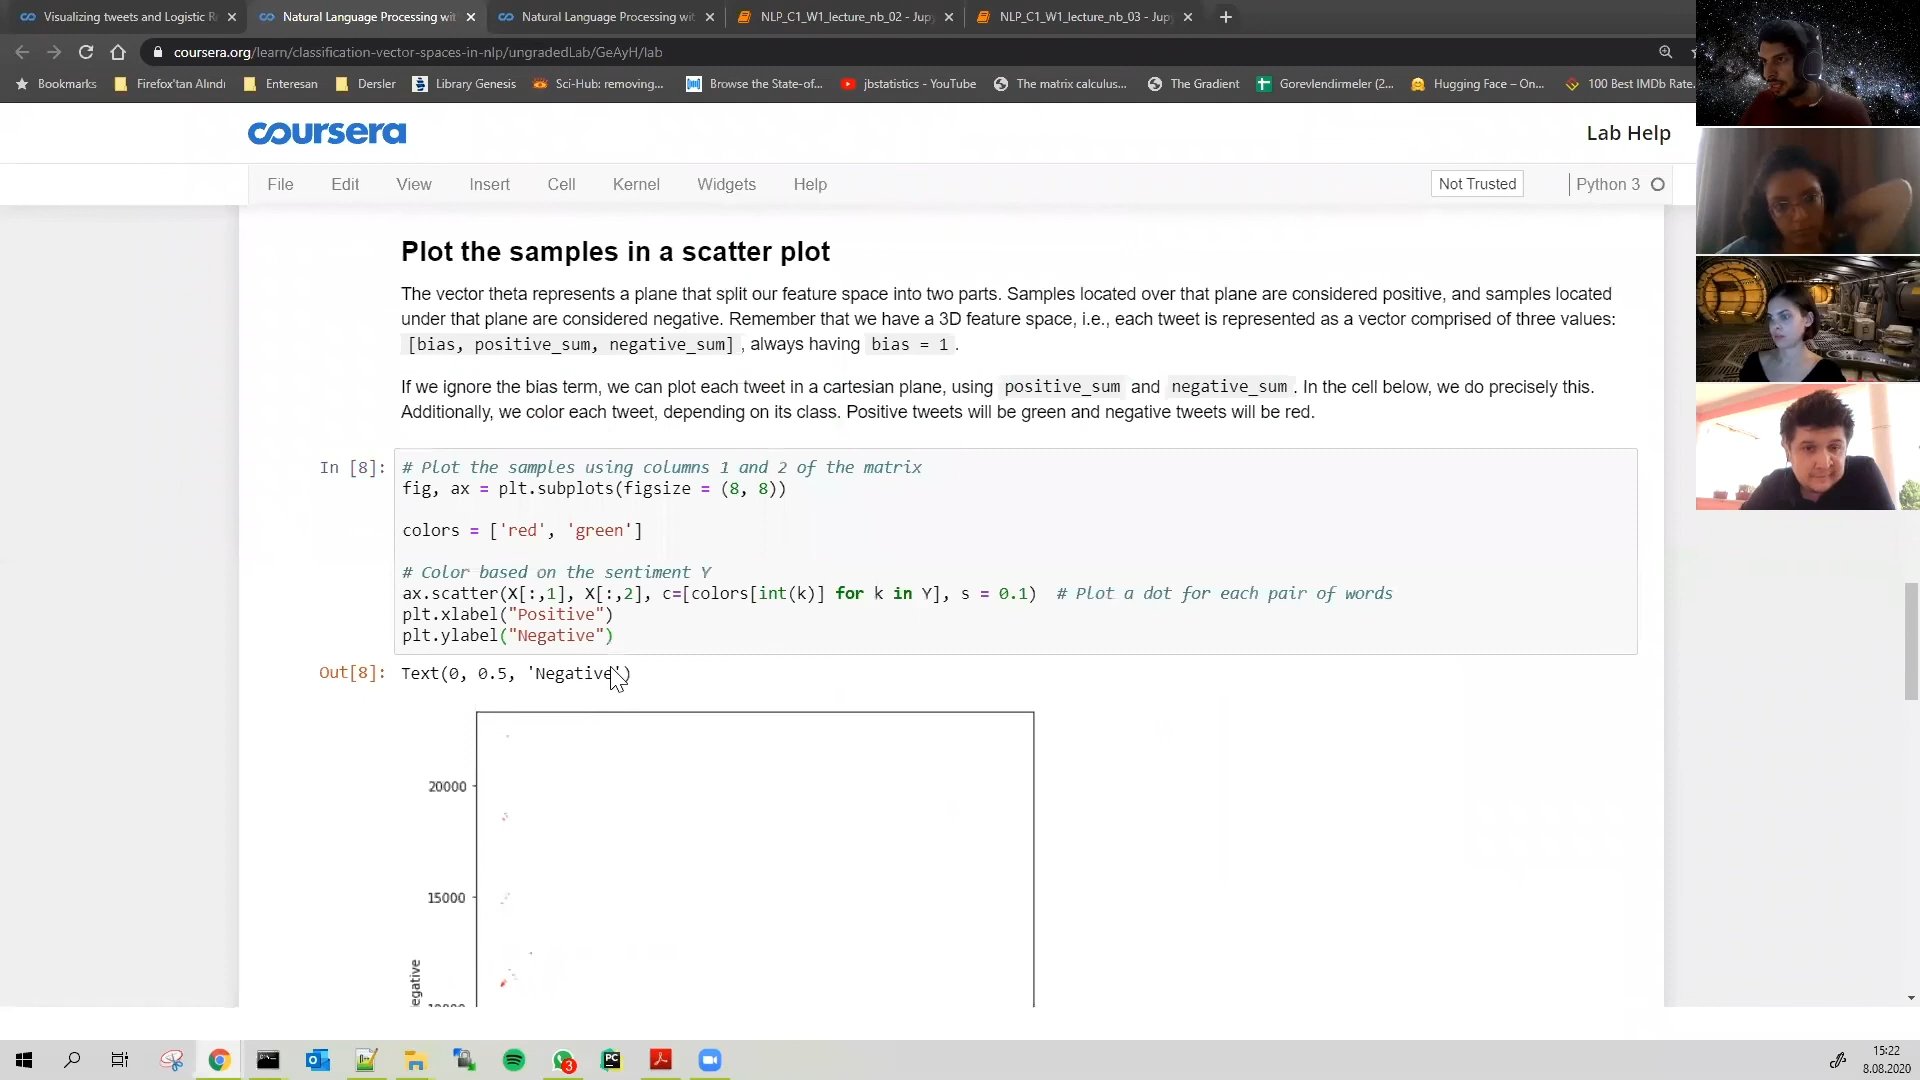 Visualizing tweets and Logistic R
Natural Language Processing wit
Natural Language Processing wit
NLP_C1_W1_lecture_nb_02 - Jup
NLP_C1_W1_lecture_nb_03 - Jup
coursera.org/learn/classification-vector-spaces-in-nlp/ungradedLab/GeAyH/lab
Bookmarks
Firefox'tan Alındı
Enteresan
Dersler
Library Genesis
Sci-Hub: removing...
Browse the State-of...
jbstatistics - YouTube
The matrix calculus...
The Gradient
Gorevlendirmeler (2...
Hugging Face – On...
100 Best IMDb Rate.
coursera
Lab Help
File Edit View Insert Cell Kernel Widgets Help
Not Trusted
Python 3
Plot the samples in a scatter plot
The vector theta represents a plane that split our feature space into two parts. Samples located over that plane are considered positive, and samples located
under that plane are considered negative. Remember that we have a 3D feature space, i.e., each tweet is represented as a vector comprised of three values:
[bias, positive_sum, negative_sum] , always having bias = 1 .
If we ignore the bias term, we can plot each tweet in a cartesian plane, using positive_sum and negative_sum . In the cell below, we do precisely this.
Additionally, we color each tweet, depending on its class. Positive tweets will be green and negative tweets will be red.
In [8]: # Plot the samples using columns 1 and 2 of the matrix
fig, ax = plt.subplots(figsize = (8, 8))
colors = ['red', 'green']
# Color based on the sentiment Y
ax.scatter(X[:,1], X[:,2], c=[colors[int(k)] for k in Y], s = 0.1)  # Plot a dot for each pair of words
plt.xlabel("Positive")
plt.ylabel("Negative")
Out[8]: Text(0, 0.5, 'Negative')
20000
15000
egative
3
PC
15:22
8.08.2020